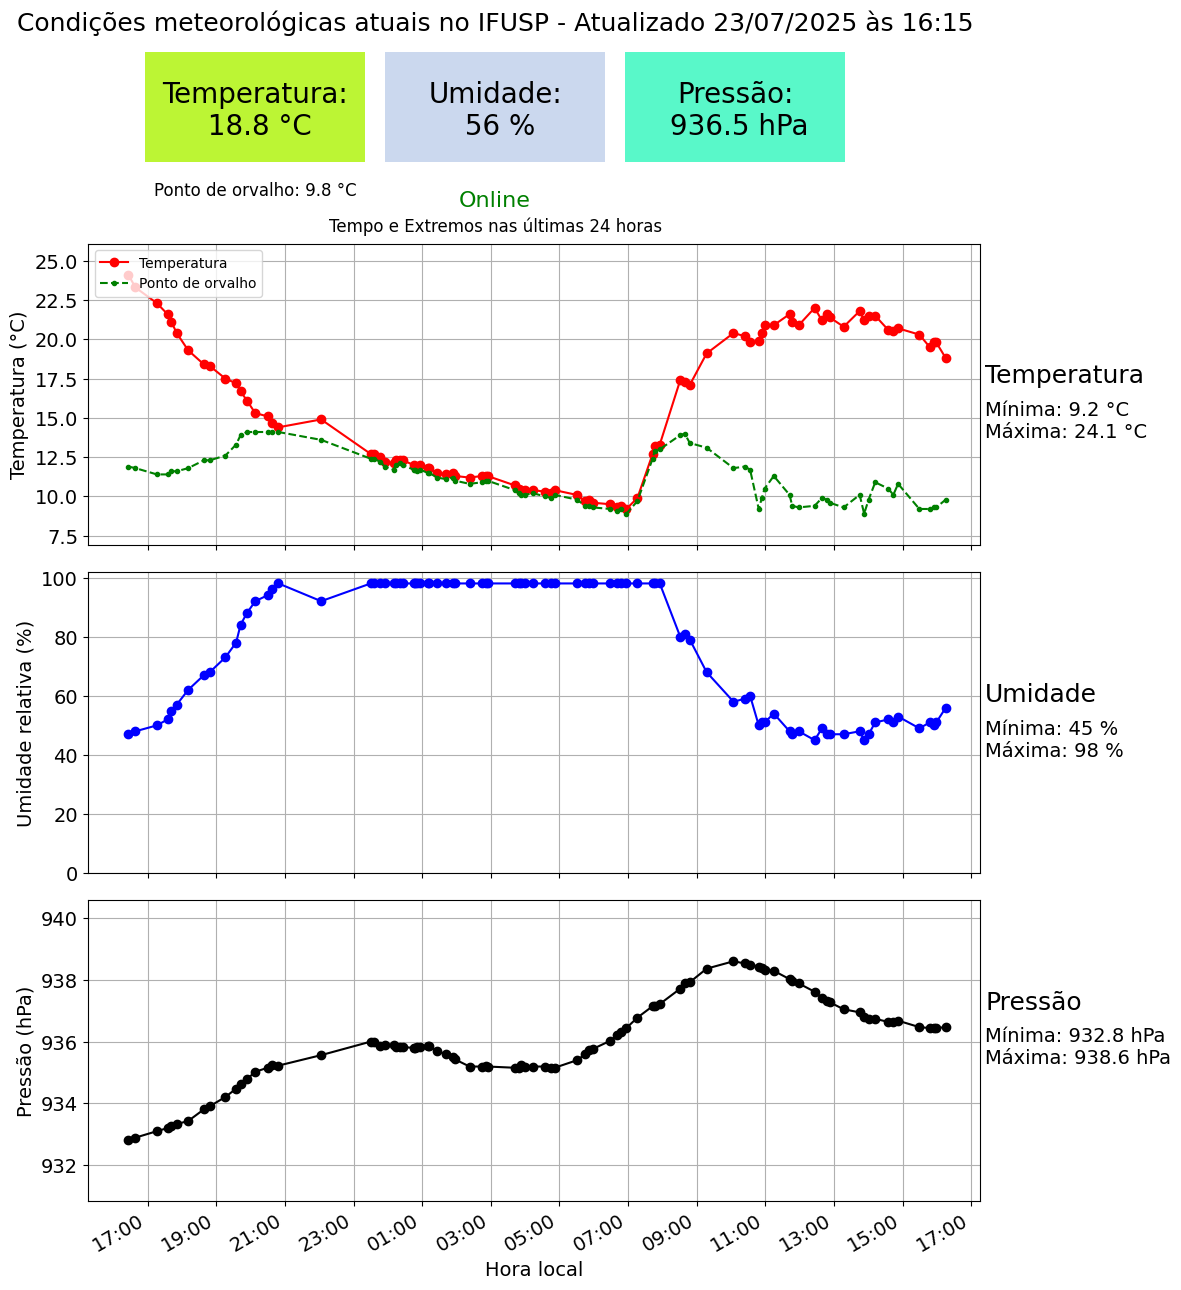 Condições meteorológicas atuais no IFUSP - Atualizado 23/07/2025 às 16:15
Temperatura:
18.8 °C
Umidade:
56 %
Pressão:
936.5 hPa
Ponto de orvalho: 9.8 °C
Online
Tempo e Extremos nas últimas 24 horas
Temperatura
Ponto de orvalho
Temperatura (°C)
25.0
22.5
20.0
17.5
15.0
12.5
10.0
7.5
Temperatura
Mínima: 9.2 °C
Máxima: 24.1 °C
Umidade relativa (%)
100
80
60
40
20
0
Umidade
Mínima: 45 %
Máxima: 98 %
Pressão (hPa)
940
938
936
934
932
Pressão
Mínima: 932.8 hPa
Máxima: 938.6 hPa
17:00 19:00 21:00 23:00 01:00 03:00 05:00 07:00 09:00 11:00 13:00 15:00 17:00
Hora local